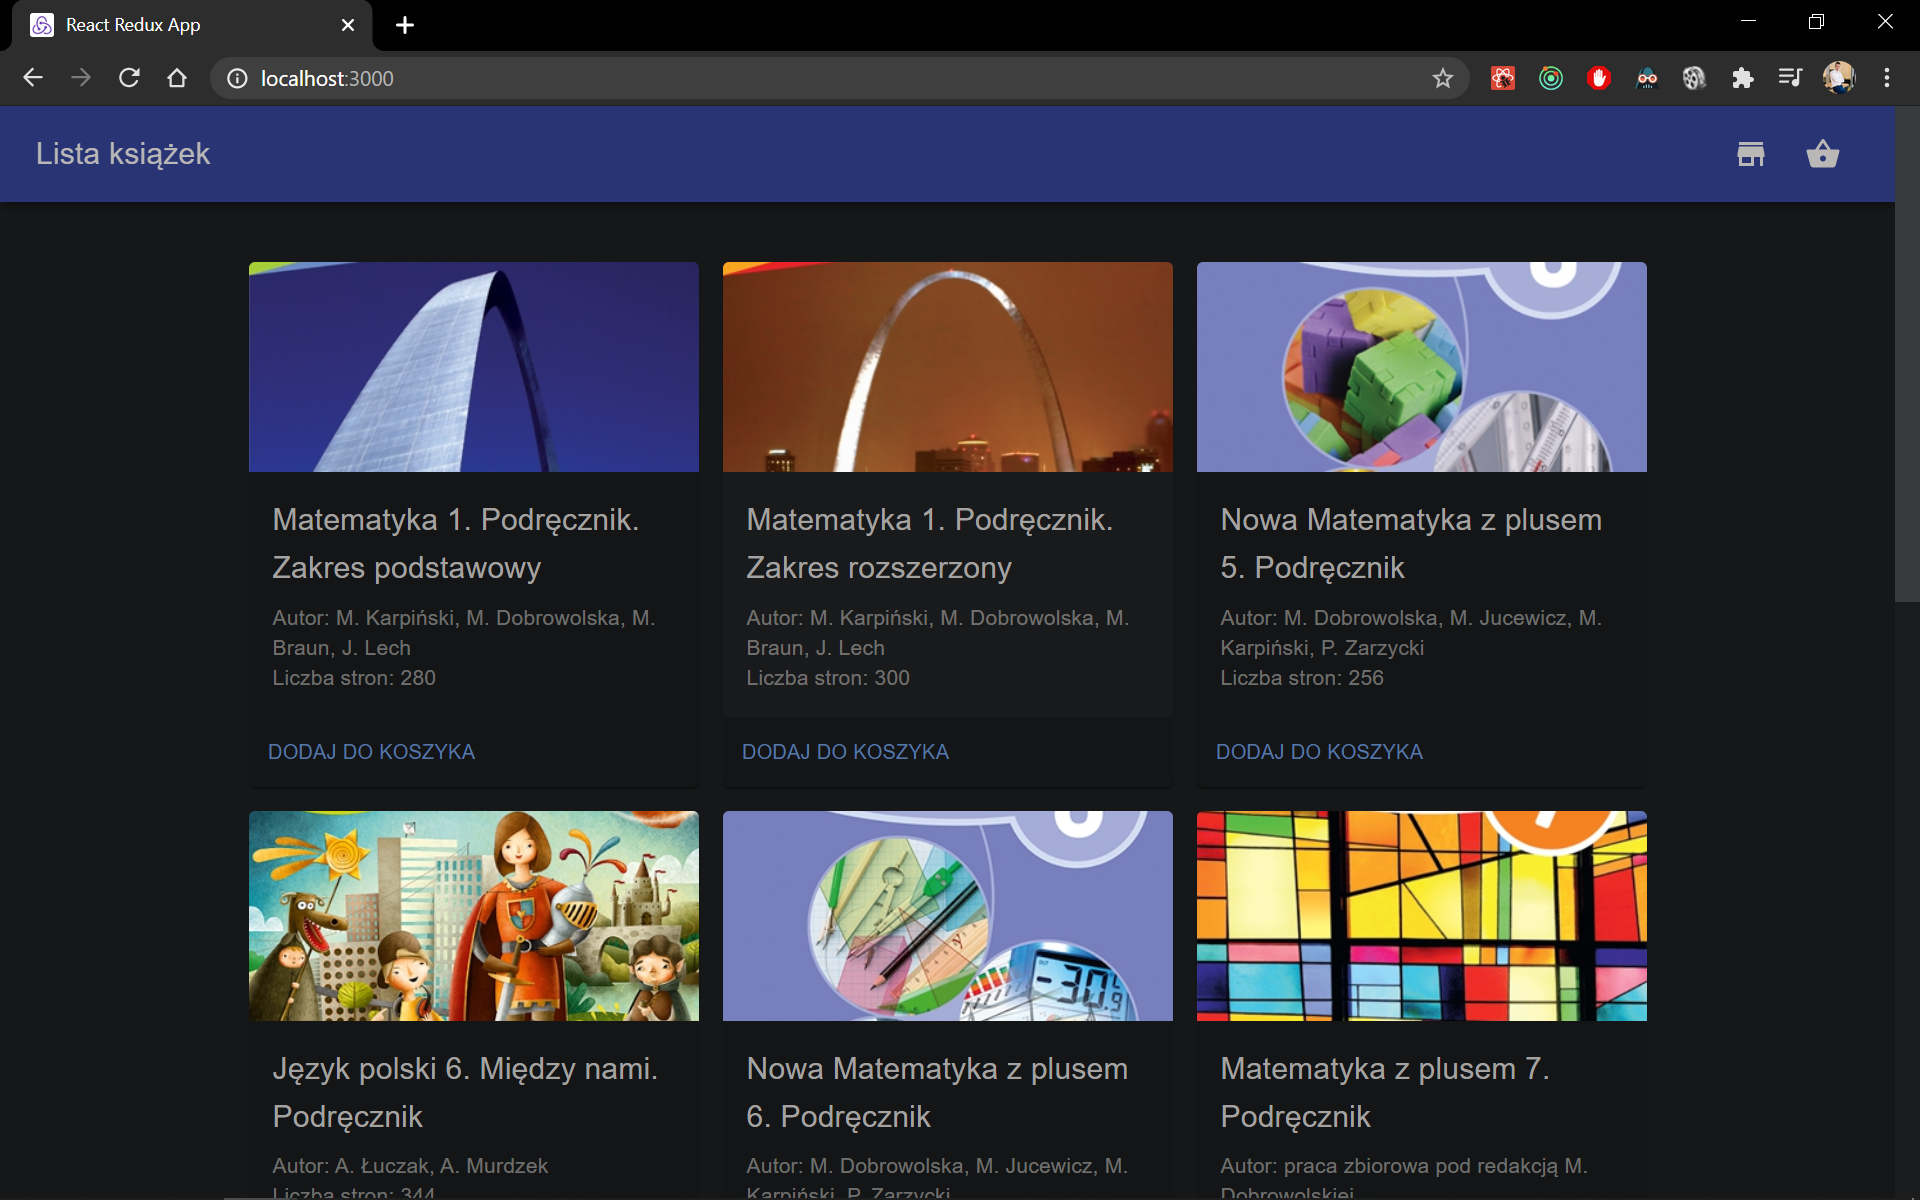 React Redux App
localhost:3000
Lista książek
Matematyka 1. Podręcznik.
Zakres podstawowy
Autor: M. Karpiński, M. Dobrowolska, M.
Braun, J. Lech
Liczba stron: 280
DODAJ DO KOSZYKA
Matematyka 1. Podręcznik.
Zakres rozszerzony
Autor: M. Karpiński, M. Dobrowolska, M.
Braun, J. Lech
Liczba stron: 300
DODAJ DO KOSZYKA
Nowa Matematyka z plusem
5. Podręcznik
Autor: M. Dobrowolska, M. Jucewicz, M.
Karpiński, P. Zarzycki
Liczba stron: 256
DODAJ DO KOSZYKA
Język polski 6. Między nami.
Podręcznik
Autor: A. Łuczak, A. Murdzek
Liczba stron: 344
OUT
-30.9
Nowa Matematyka z plusem
6. Podręcznik
Autor: M. Dobrowolska, M. Jucewicz, M.
Karpiński, P. Zarzycki
Matematyka z plusem 7.
Podręcznik
Autor: praca zbiorowa pod redakcją M.
Dobrowolskiej